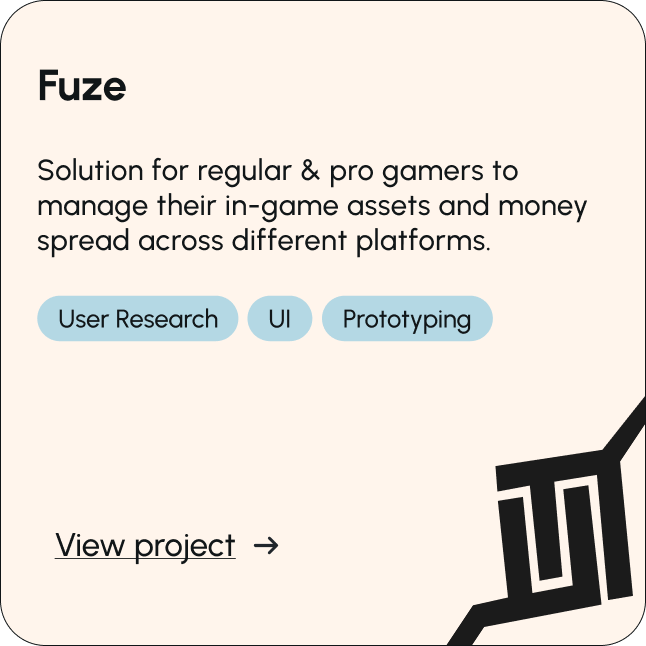 Fuze
Solution for regular & pro gamers to
manage their in-game assets and money
spread across different platforms.
User Research UI Prototyping
View project →